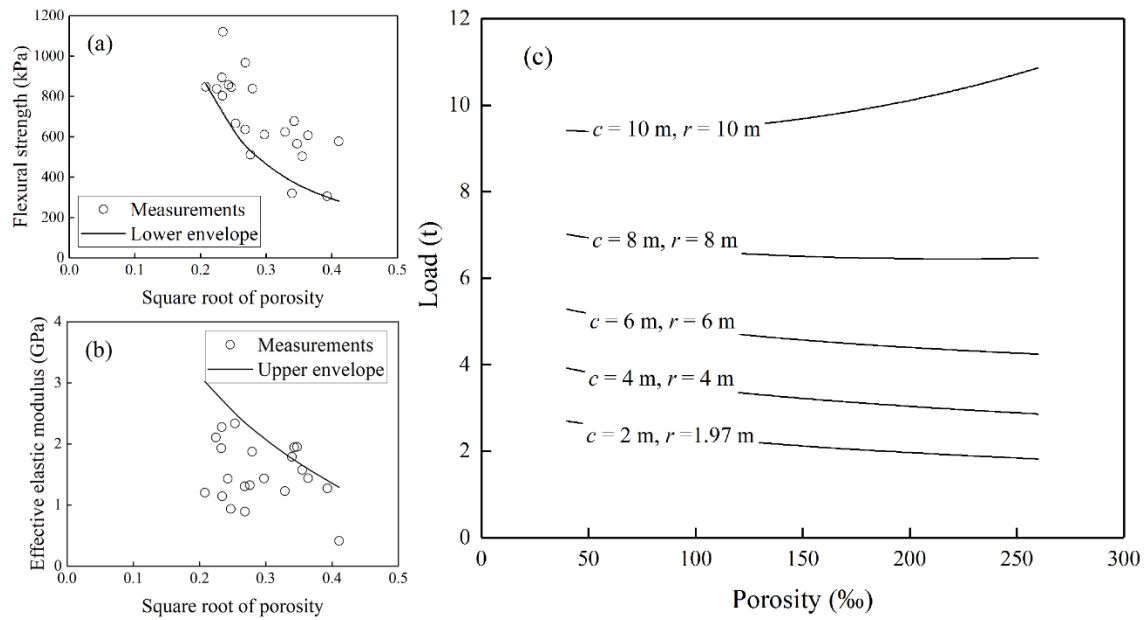 (a)
1200
1000
800
600
400
200
0
Flexural strength (kPa)
Measurements
Lower envelope
0.0 0.1 0.2 0.3 0.4 0.5
Square root of porosity
(b)
4
3
2
1
0
Effective elastic modulus (GPa)
Measurements
Upper envelope
0.0 0.1 0.2 0.3 0.4 0.5
Square root of porosity
(c)
12
10
8
6
4
2
0
Load (t)
c = 10 m, r = 10 m
c = 8 m, r = 8 m
c = 6 m, r = 6 m
c = 4 m, r = 4 m
c = 2 m, r =1.97 m
0 50 100 150 200 250 300
Porosity (‰)